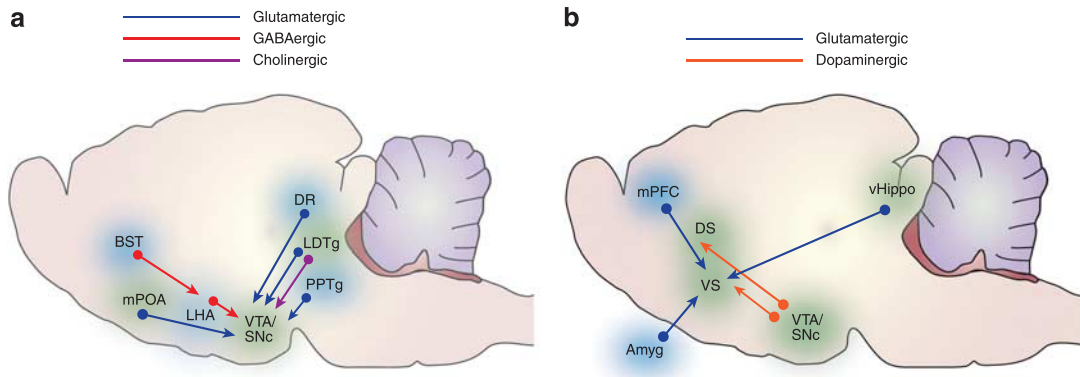 a
Glutamatergic
GABAergic
Cholinergic
DR
LDTg
BST
PPTg
mPOA
LHA
VTA/
SNc
b
Glutamatergic
Dopaminergic
mPFC
vHippo
DS
VS
VTA/
SNc
Amyg